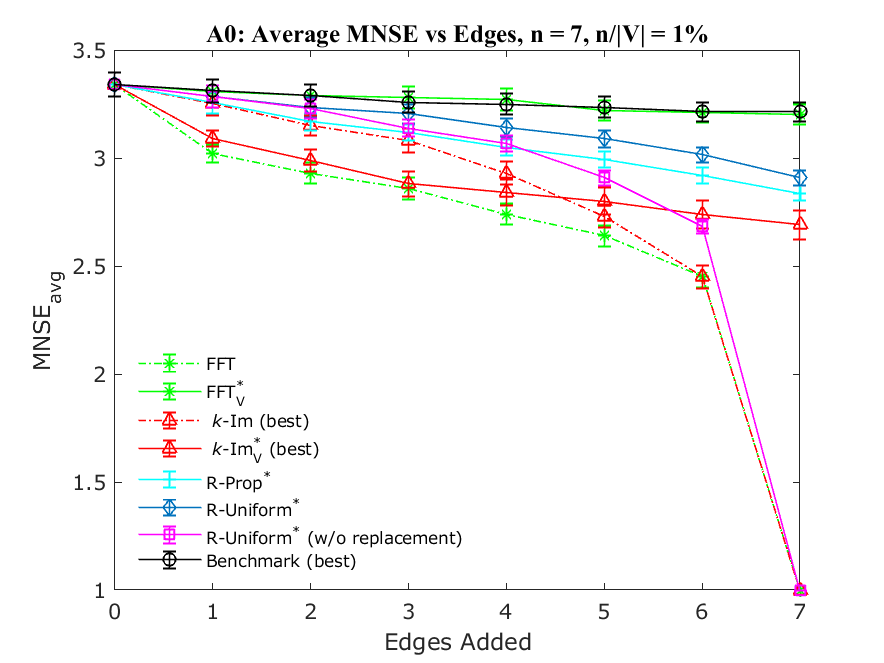 A0: Average MNSE vs Edges, n = 7, n/|V| = 1%
3.5
3
2.5
2
1.5
1
MNSE_avg
0 1 2 3 4 5 6 7
Edges Added
FFT
FFT*_V
k-Im (best)
k-Im*_V (best)
R-Prop*
R-Uniform*
R-Uniform* (w/o replacement)
Benchmark (best)